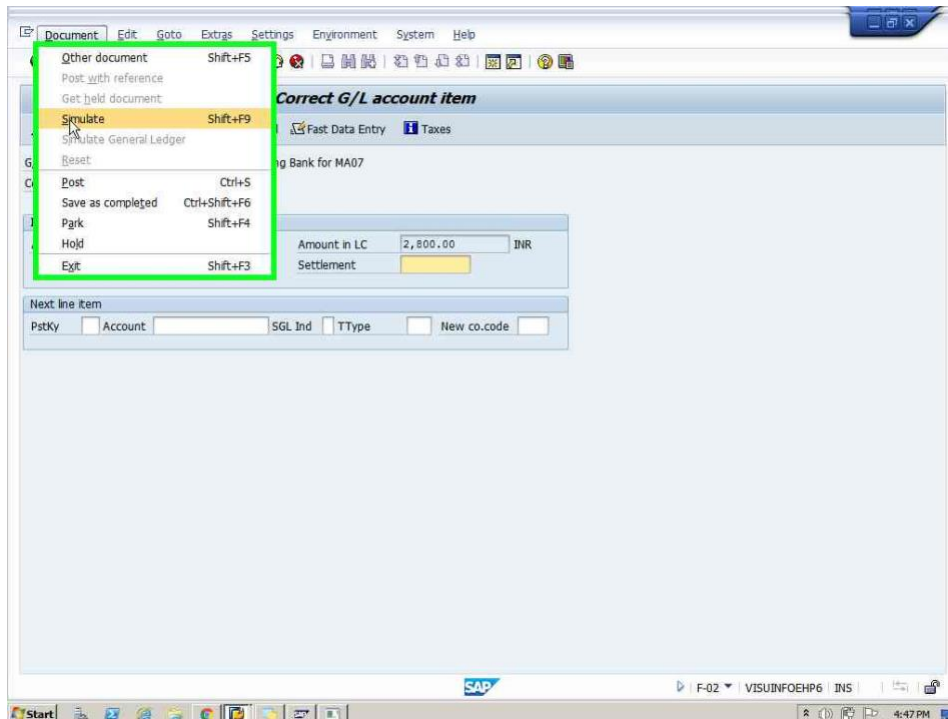 Document Edit Goto Extras Settings Environment System Help
Other document Shift+F5
Post with reference
Get held document
Correct G/L account item
Simulate Shift+F9
Fast Data Entry Taxes
Simulate General Ledger
Reset
ng Bank for MA07
Post Ctrl+S
Save as completed Ctrl+Shift+F6
Park Shift+F4
Hold
Amount in LC 2,800.00 INR
Exit Shift+F3
Settlement
Next line item
PstKy Account SGL Ind TType New co.code
SAP
F-02 VISUINFOEHP6 INS
Start
4:47 PM